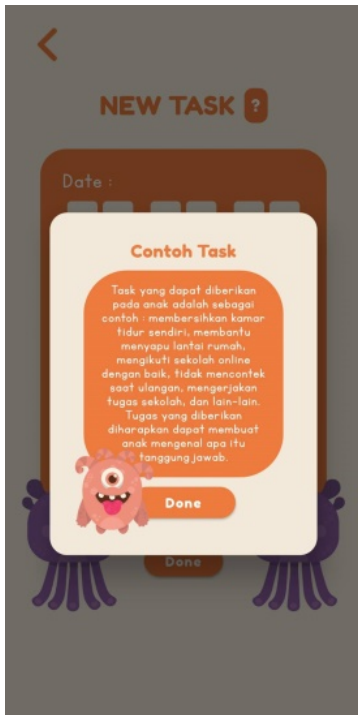 NEW TASK ?
Date :
Contoh Task
Task yang dapat diberikan
pada anak adalah sebagai
contoh : membersihkan kamar
tidur sendiri, membantu
menyapu lantai rumah,
mengikuti sekolah online
dengan baik, tidak mencontek
saat ulangan, mengerjakan
tugas sekolah, dan lain-lain.
Tugas yang diberikan
diharapkan dapat membuat
anak mengenal apa itu
tanggung jawab.
Done
Done